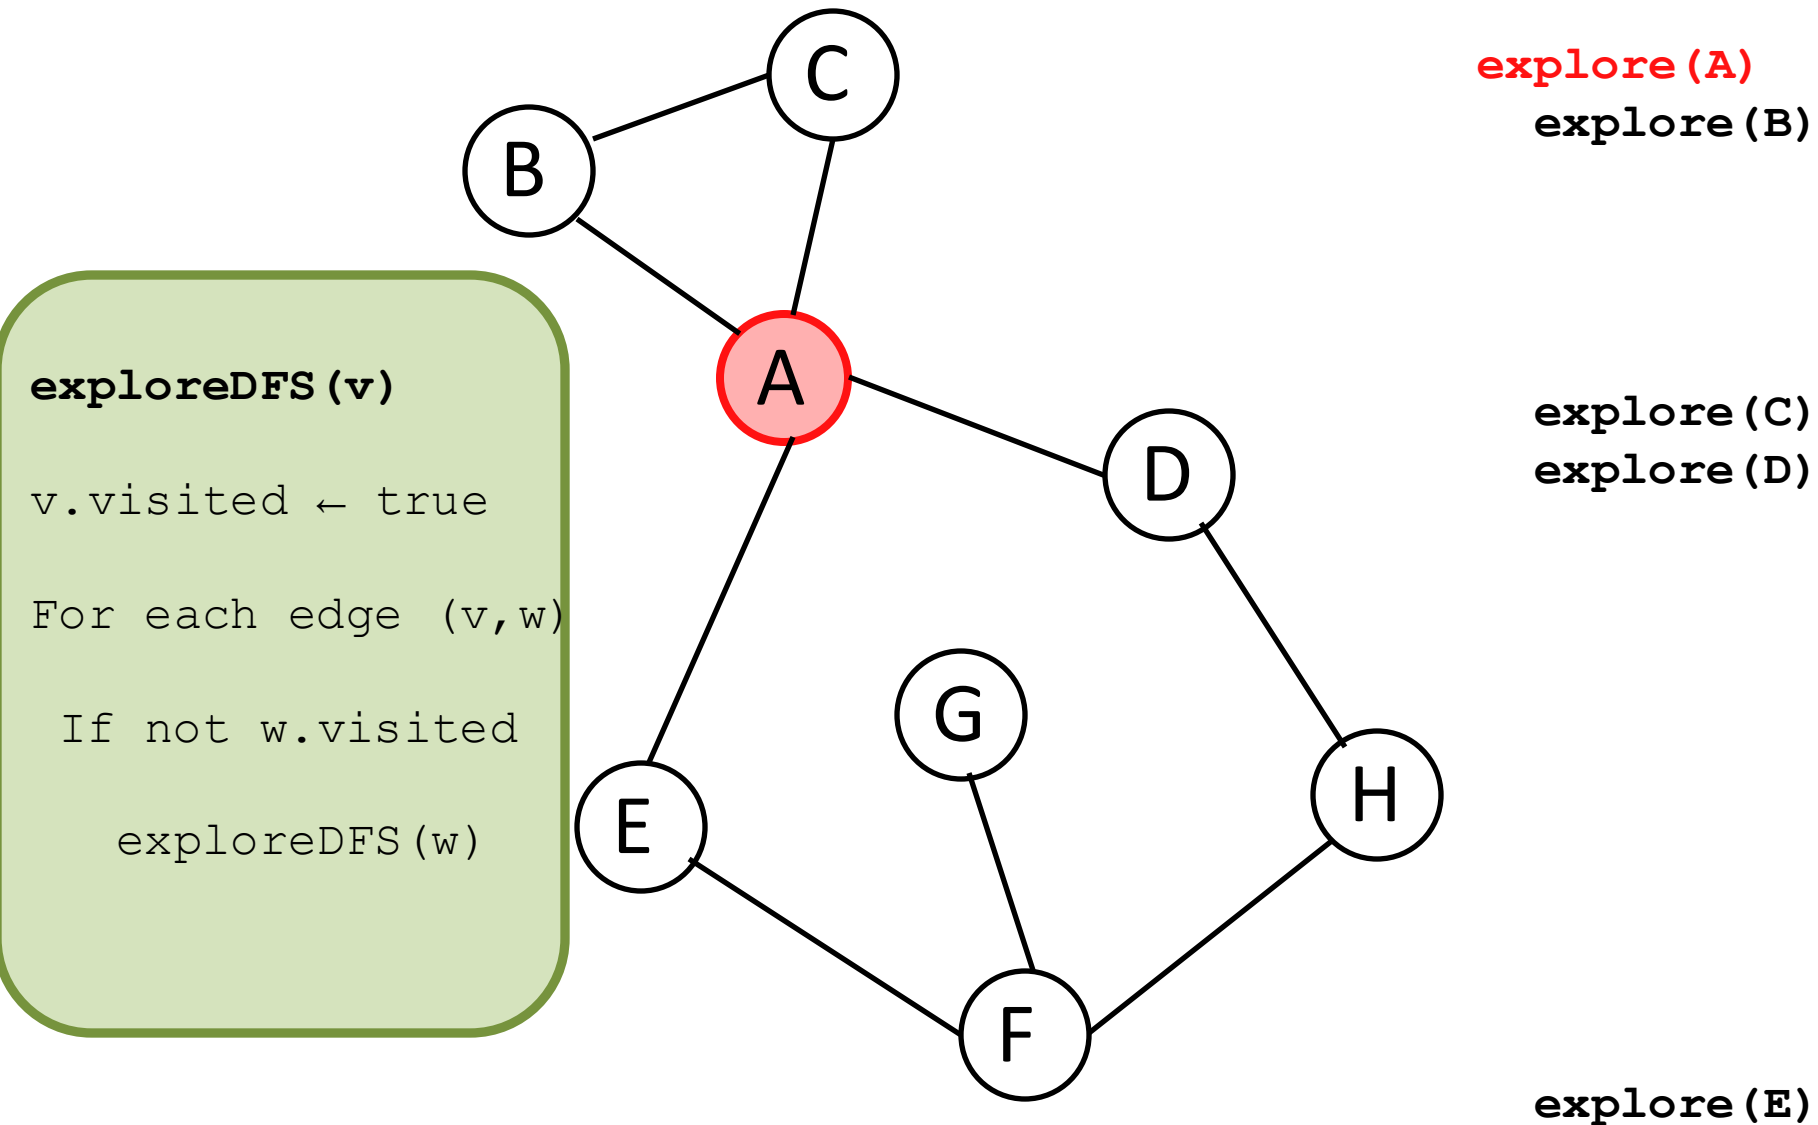 exploreDFS(v)
v.visited ← true
For each edge (v,w)
If not w.visited
exploreDFS(w)
C
B
A
D
G
H
E
F
explore(A)
explore(B)
explore(C)
explore(D)
explore(E)